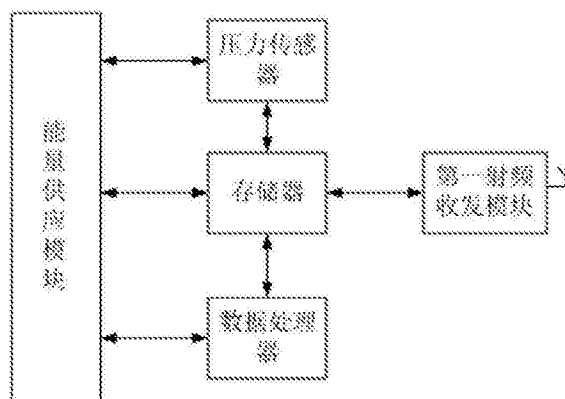 能量供应模块
压力传感
器
存储器
第一射频
收发模块
数据处理
器